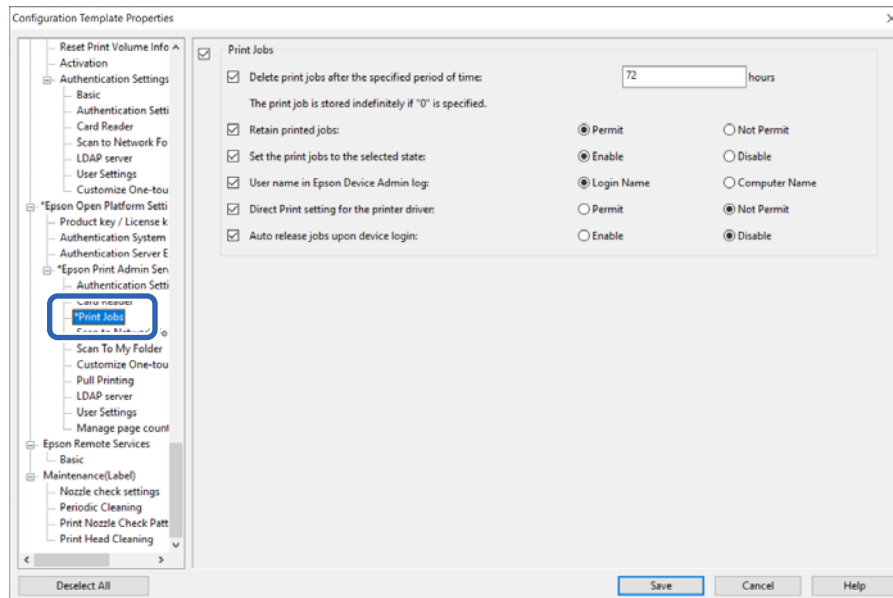 Configuration Template Properties
Reset Print Volume Info
Activation
Authentication Settings
Basic
Authentication Setti
Card Reader
Scan to Network Fo
LDAP server
User Settings
Customize One-tou
*Epson Open Platform Setti
Product key / License k
Authentication System
Authentication Server E
*Epson Print Admin Serv
Authentication Setti
Card Reader
*Print Jobs
Scan to Network Fo
Scan To My Folder
Customize One-tou
Pull Printing
LDAP server
User Settings
Manage page count
Epson Remote Services
Basic
Maintenance(Label)
Nozzle check settings
Periodic Cleaning
Print Nozzle Check Patt
Print Head Cleaning
Print Jobs
Delete print jobs after the specified period of time: 72 hours
The print job is stored indefinitely if "0" is specified.
Retain printed jobs: Permit Not Permit
Set the print jobs to the selected state: Enable Disable
User name in Epson Device Admin log: Login Name Computer Name
Direct Print setting for the printer driver: Permit Not Permit
Auto release jobs upon device login: Enable Disable
Deselect All Save Cancel Help